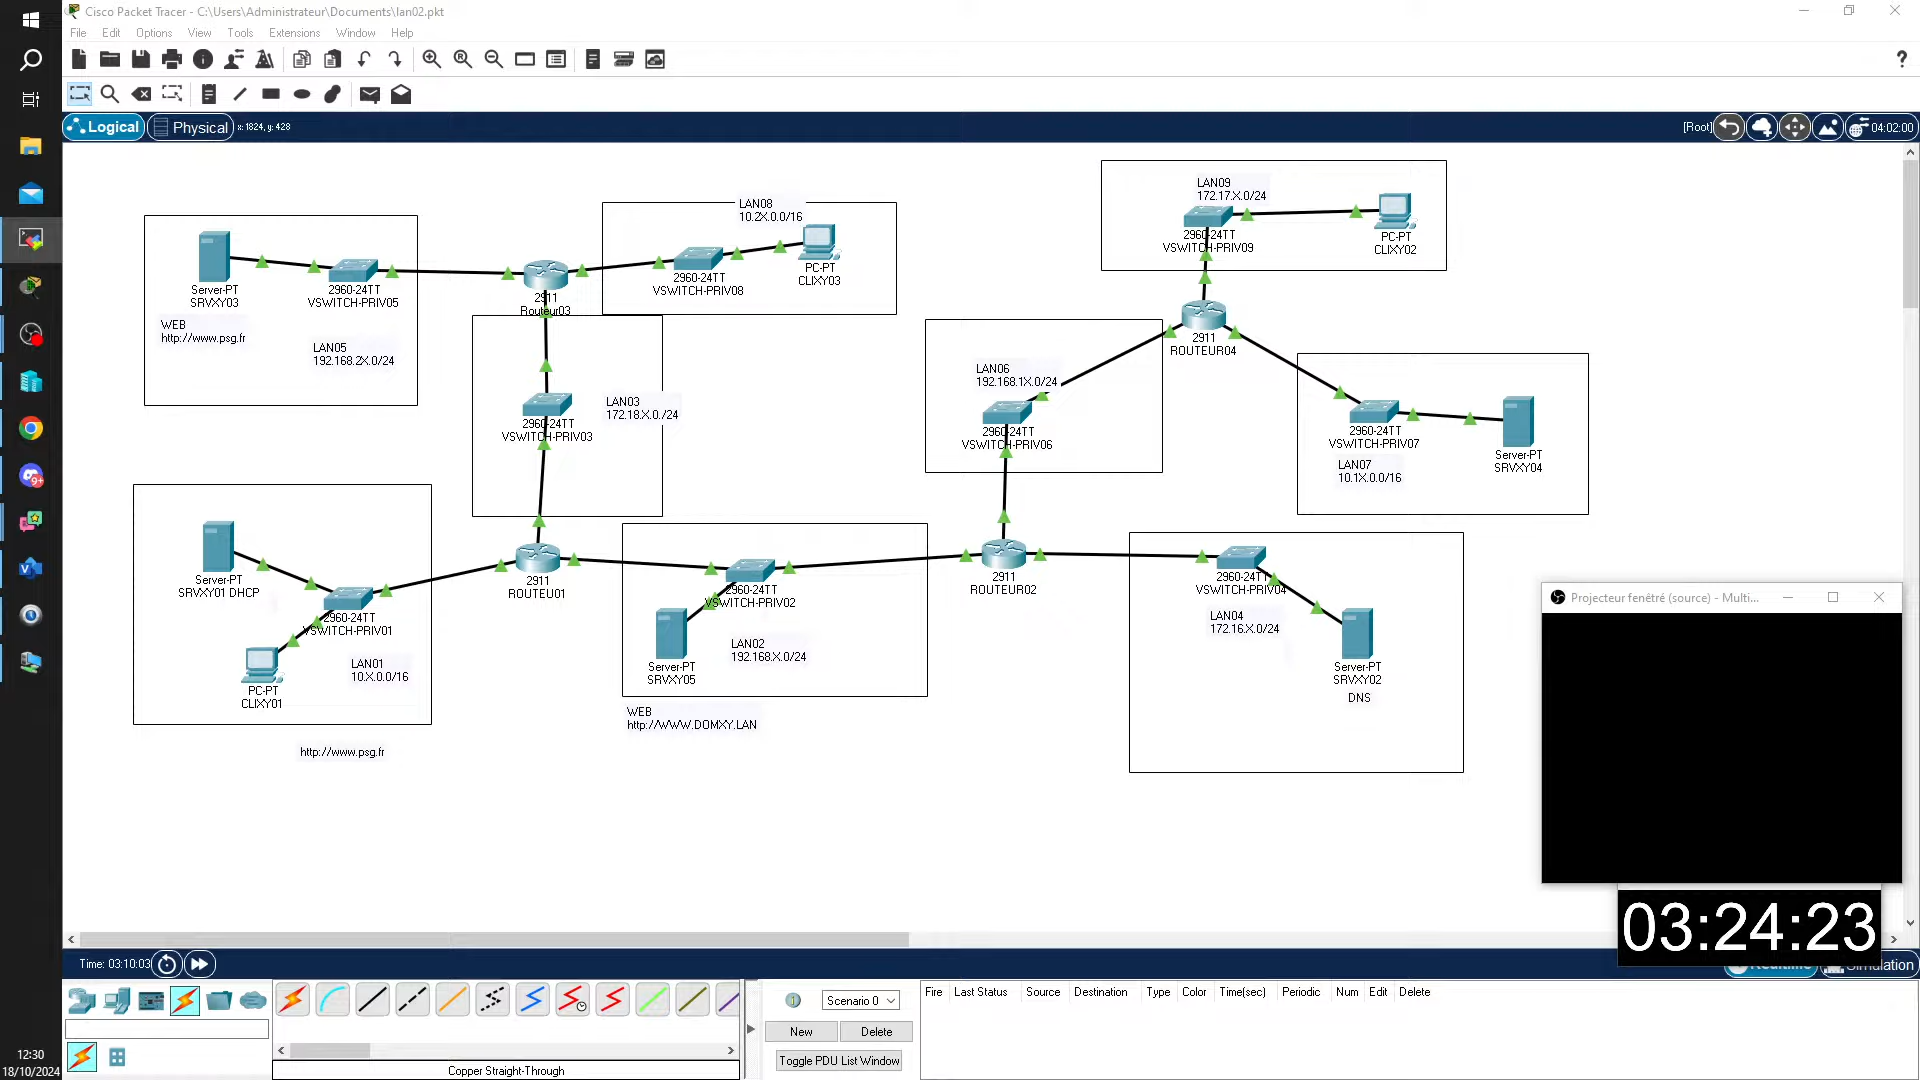 Cisco Packet Tracer - C:\Users\Administrateur\Documents\lan02.pkt
File Edit Options View Tools Extensions Window Help
Logical Physical x: 1824, y: 428
[Root] 04:02:00
LAN09
172.17.X.0/24
2960-24TT
VSWITCH-PRIV09
PC-PT
CLIXY02
LAN08
10.2X.0.0/16
2960-24TT
VSWITCH-PRIV08
PC-PT
CLIXY03
Server-PT
SRVXY03
2960-24TT
VSWITCH-PRIV05
WEB
http://www.psg.fr
LAN05
192.168.2X.0/24
2911
Routeur03
2911
ROUTEUR04
LAN06
192.168.1X.0/24
2960-24TT
VSWITCH-PRIV06
LAN03
172.18.X.0./24
2960-24TT
VSWITCH-PRIV03
2960-24TT
VSWITCH-PRIV07
LAN07
10.1X.0.0/16
Server-PT
SRVXY04
Server-PT
SRVXY01 DHCP
2960-24TT
VSWITCH-PRIV01
LAN01
10.X.0.0/16
PC-PT
CLIXY01
http://www.psg.fr
2911
ROUTEU01
2960-24TT
VSWITCH-PRIV02
LAN02
192.168.X.0/24
Server-PT
SRVXY05
WEB
http://WWW.DOMXY.LAN
2911
ROUTEUR02
2960-24TT
VSWITCH-PRIV04
LAN04
172.16.X.0/24
Server-PT
SRVXY02
DNS
Projecteur fenêtré (source) - Multi...
03:24:23
Time: 03:10:03
Realtime Simulation
Scenario 0
New Delete
Toggle PDU List Window
Fire Last Status Source Destination Type Color Time(sec) Periodic Num Edit Delete
Copper Straight-Through
9+
12:30
18/10/2024